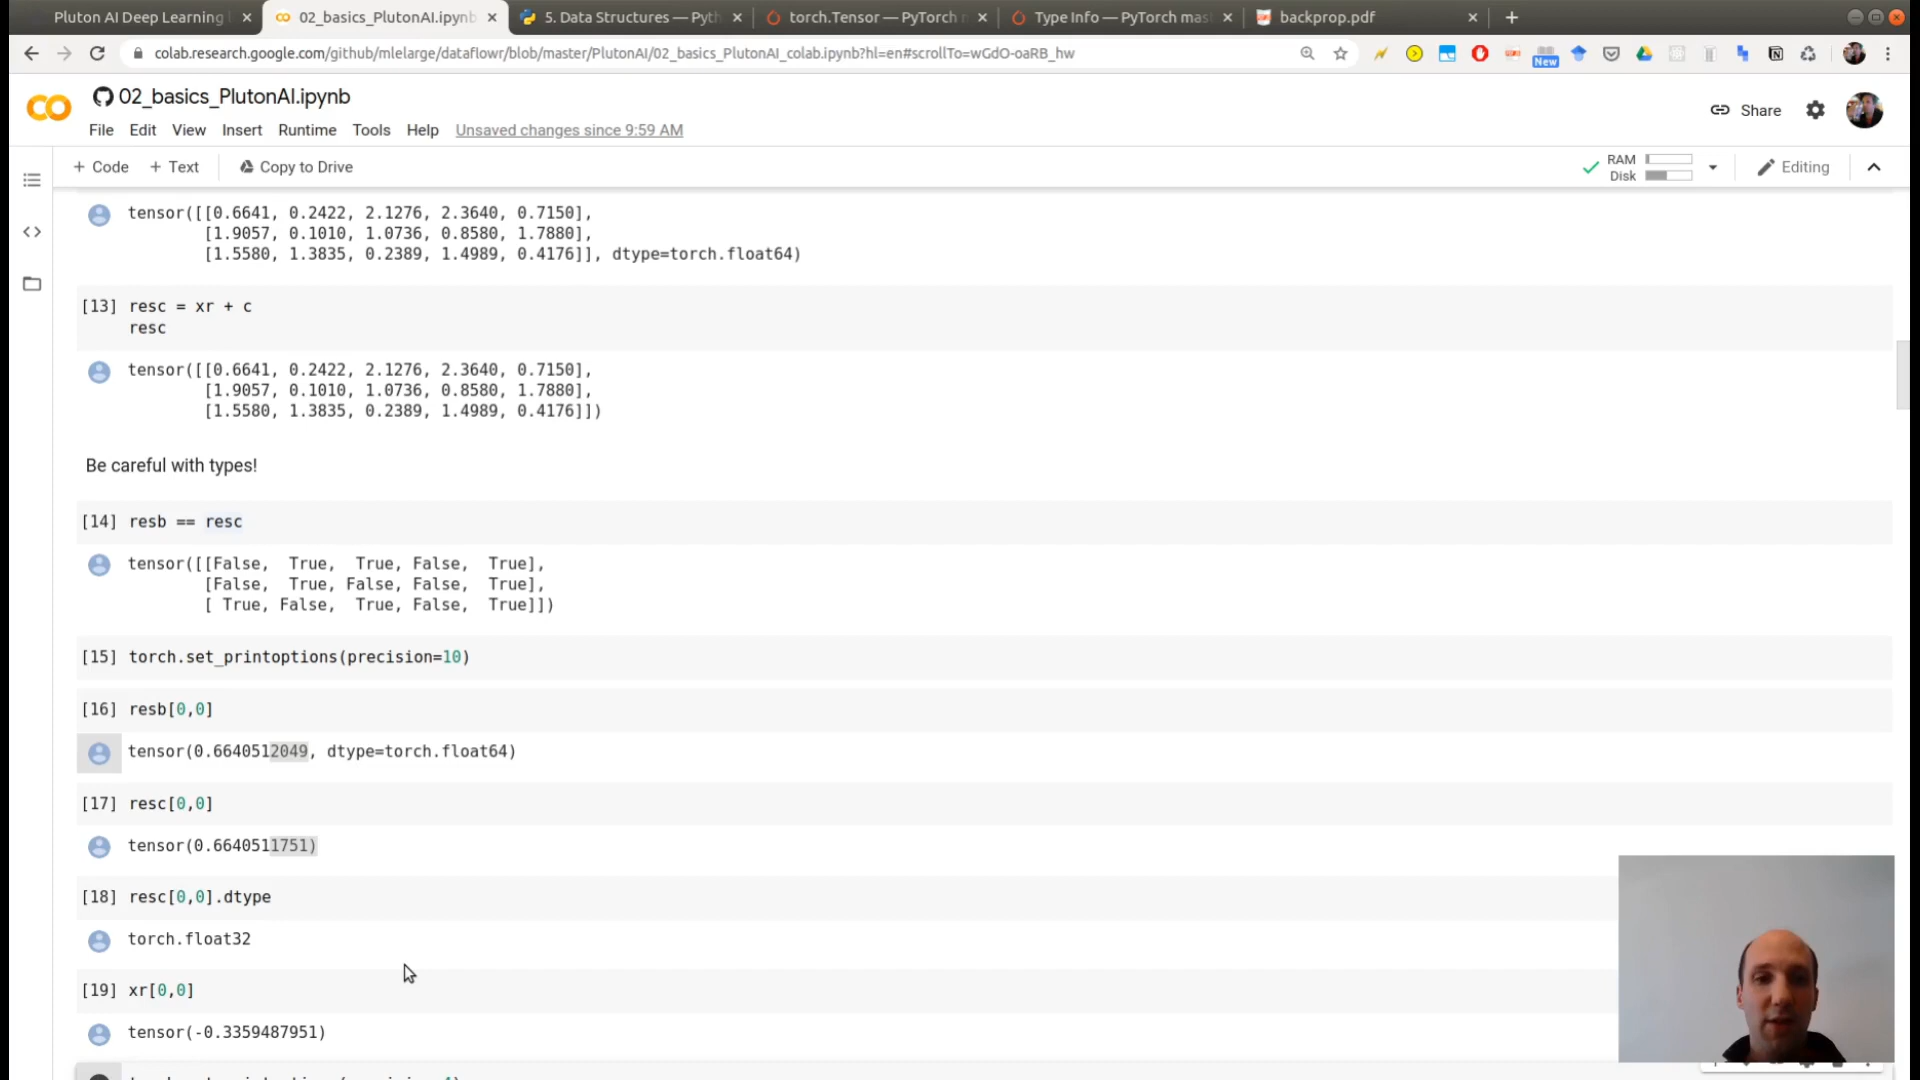 Pluton AI Deep Learning
02_basics_PlutonAI.ipynb
5. Data Structures — Pyth
torch.Tensor — PyTorch m
Type Info — PyTorch mas
backprop.pdf
colab.research.google.com/github/mlelarge/dataflowr/blob/master/PlutonAI/02_basics_PlutonAI_colab.ipynb?hl=en#scrollTo=wGdO-oaRB_hw
New
02_basics_PlutonAI.ipynb
Share
File Edit View Insert Runtime Tools Help Unsaved changes since 9:59 AM
+ Code + Text Copy to Drive
RAM
Disk
Editing
tensor([[0.6641, 0.2422, 2.1276, 2.3640, 0.7150],
[1.9057, 0.1010, 1.0736, 0.8580, 1.7880],
[1.5580, 1.3835, 0.2389, 1.4989, 0.4176]], dtype=torch.float64)
[13] resc = xr + c
resc
tensor([[0.6641, 0.2422, 2.1276, 2.3640, 0.7150],
[1.9057, 0.1010, 1.0736, 0.8580, 1.7880],
[1.5580, 1.3835, 0.2389, 1.4989, 0.4176]])
Be careful with types!
[14] resb == resc
tensor([[False, True, True, False, True],
[False, True, False, False, True],
[ True, False, True, False, True]])
[15] torch.set_printoptions(precision=10)
[16] resb[0,0]
tensor(0.6640512049, dtype=torch.float64)
[17] resc[0,0]
tensor(0.6640511751)
[18] resc[0,0].dtype
torch.float32
[19] xr[0,0]
tensor(-0.3359487951)